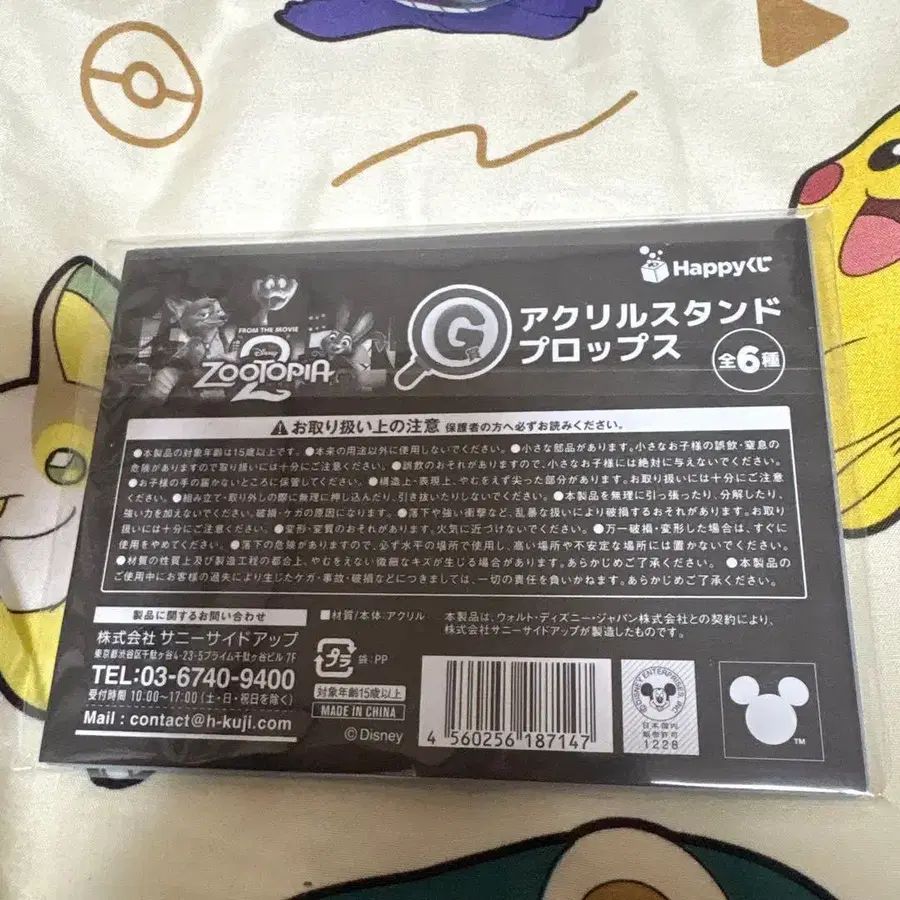 Happyくじ
FROM THE MOVIE
Disney
ZOOTOPIA
2
G賞
アクリルスタンド
プロップス
全6種
⚠お取り扱い上の注意 保護者の方へ必ずお読みください。
●本製品の対象年齢は15歳以上です。●本来の用途以外に使用しないでください。●小さな部品があります。小さなお子様の誤飲・窒息の
危険がありますので取り扱いには十分にご注意ください。●誤飲のおそれがありますので、小さなお子様には絶対に与えないでください。
●お子様の手の届かないところに保管してください。●構造上・表現上、やむをえず尖った部分があります。お取り扱いには十分にご注意
ください。●組み立て・取り外しの際に無理に押し込んだり、引き抜いたりしないでください。●本製品を無理に引っ張ったり、分解したり、
強い力を加えないでください。破損・ケガの原因になります。●落下や強い衝撃など、乱暴な扱いにより破損するおそれがあります。お取り
扱いには十分ご注意ください。●変形・変質のおそれがあります。火気に近づけないでください。●万一破損・変形した場合は、すぐに
使用をやめてください。●落下の危険がありますので、必ず水平の場所で使用し、高い場所や不安定な場所には置かないでください。
●材質の性質上及び製造工程の都合上、やむをえない微細なキズが生じる場合があります。あらかじめご了承ください。●本製品の
ご使用中にお客様の過失により生じたケガ・事故・破損などにつきましては、一切の責任を負いかねます。あらかじめご了承ください。
製品に関するお問い合わせ
株式会社 サニーサイドアップ
東京都渋谷区千駄ヶ谷4-23-5プライム千駄ヶ谷ビル 7F
TEL:03-6740-9400
受付時間 10:00～17:00（土・日・祝日を除く）
Mail : contact@h-kuji.com
■材質/本体:アクリル
プラ
袋:PP
対象年齢15歳以上
MADE IN CHINA
©Disney
本製品は、ウォルト・ディズニー・ジャパン株式会社との契約により、
株式会社サニーサイドアップが製造したものです。
4 560256 187147
©DISNEY ENTERPRISES, INC.
日本国内
販売許可
1228
TM